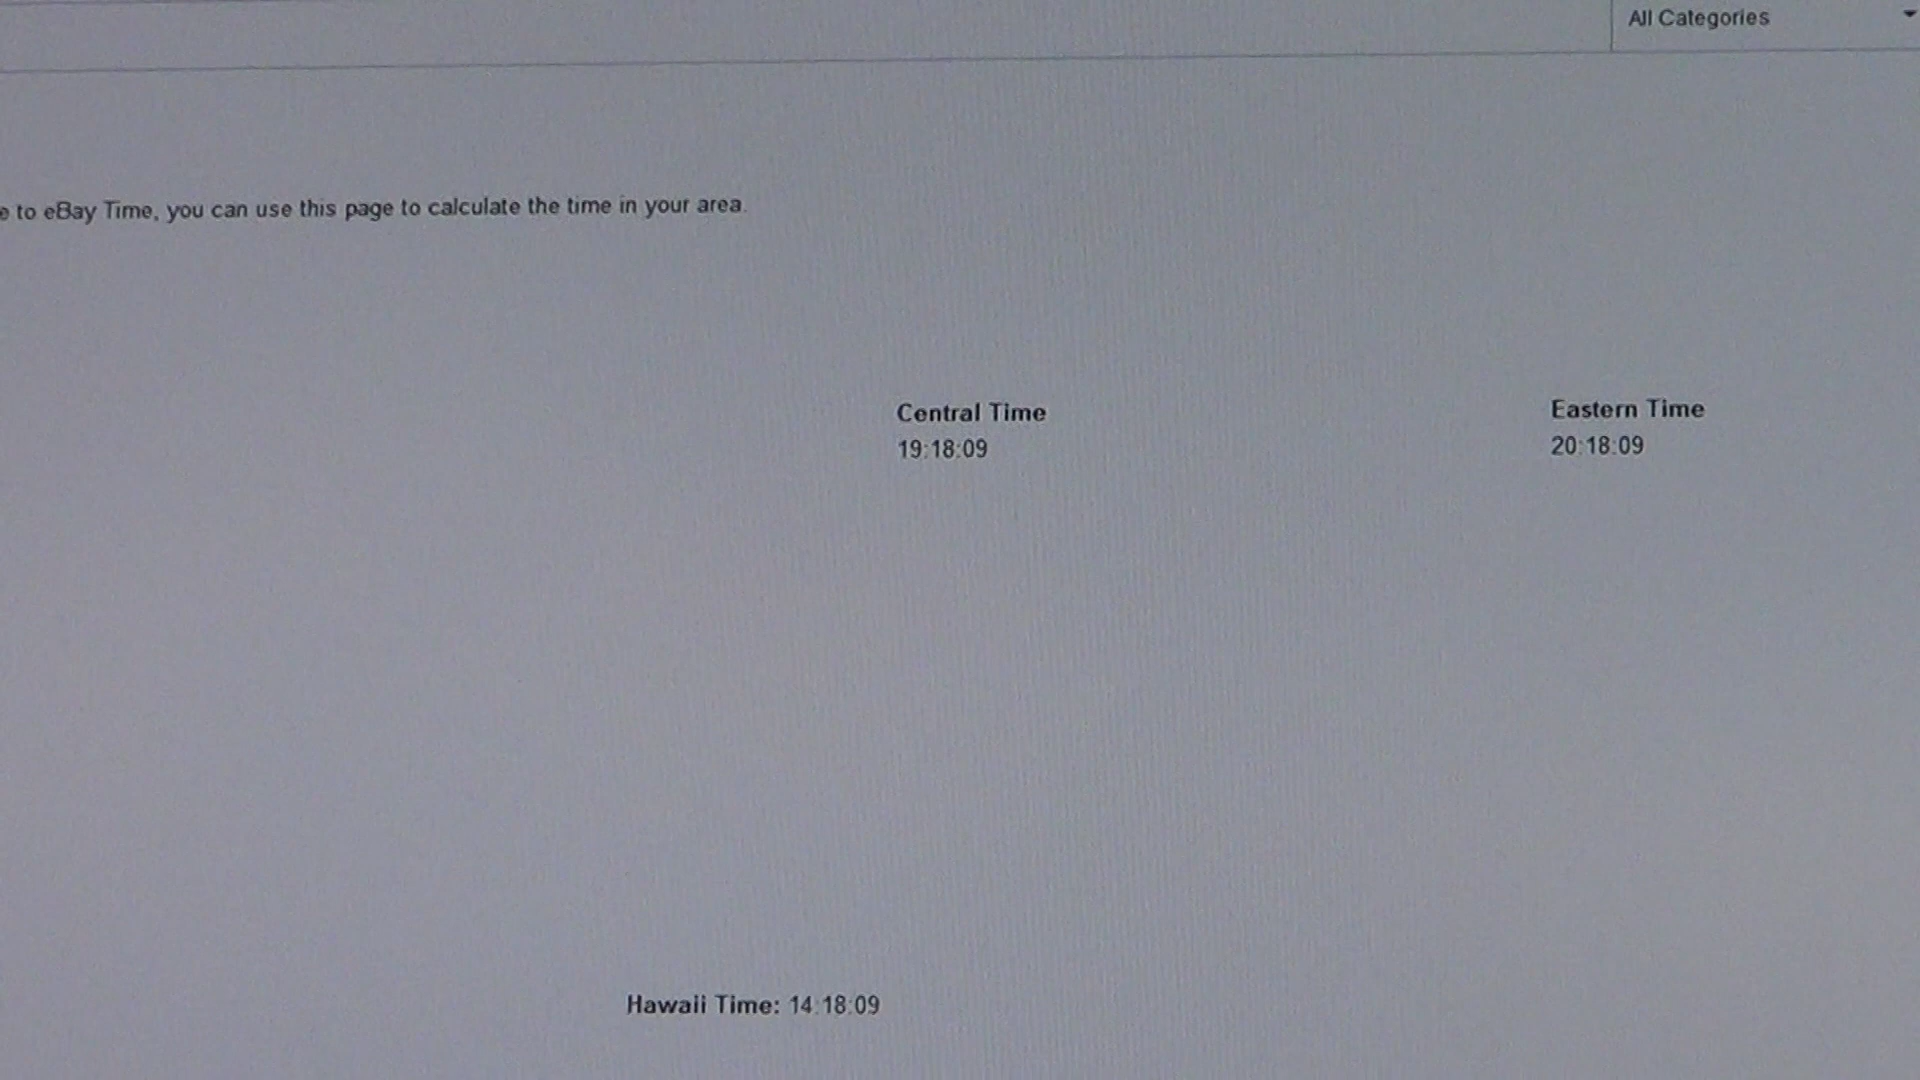 All Categories
e to eBay Time, you can use this page to calculate the time in your area.
Central Time
19:18:09
Eastern Time
20:18:09
Hawaii Time: 14:18:09